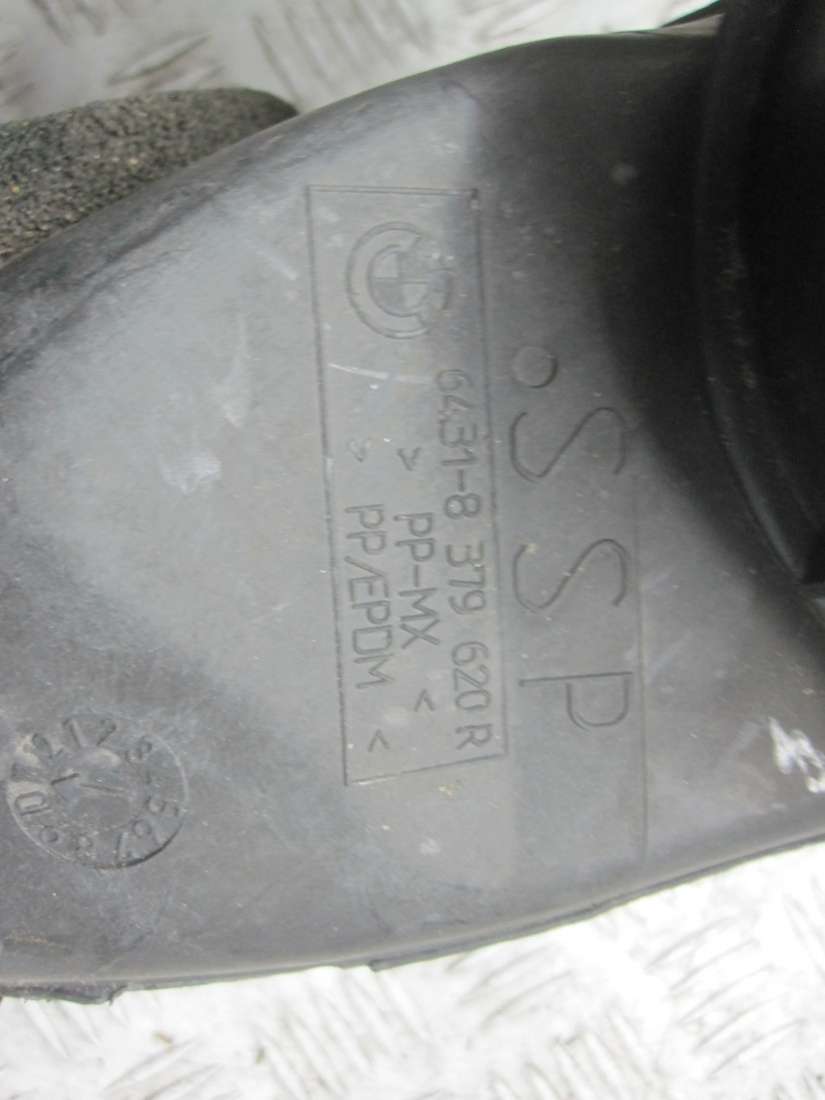 .SSP
6431-8 379 620 R
> PP-MX <
> PP/EPDM <